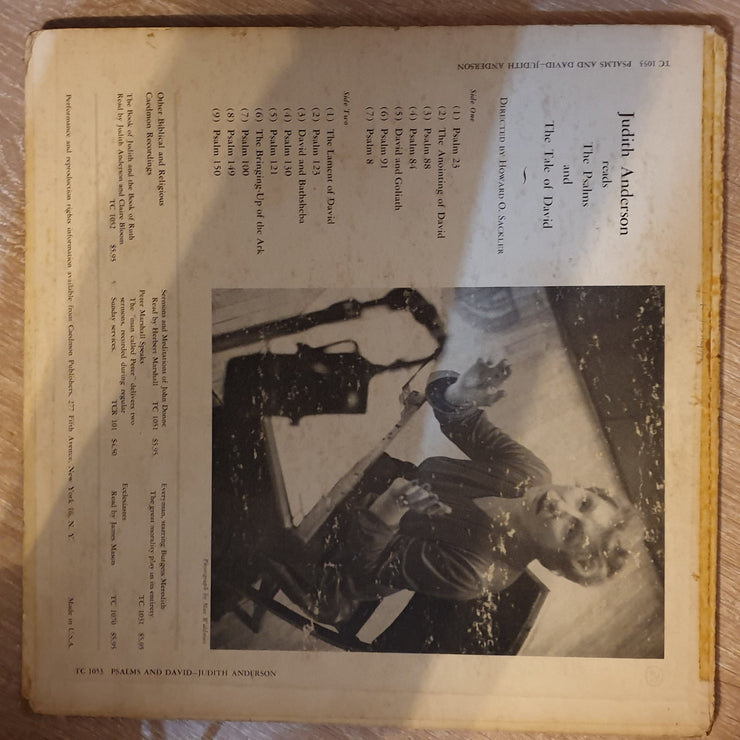 TC 1053 PSALMS AND DAVID—JUDITH ANDERSON
Judith Anderson
reads
The Psalms
and
The Tale of David
DIRECTED BY HOWARD O. SACKLER
Side One
(1) Psalm 23
(2) The Anointing of David
(3) Psalm 88
(4) Psalm 84
(5) David and Goliath
(6) Psalm 91
(7) Psalm 8
Side Two
(1) The Lament of David
(2) Psalm 123
(3) David and Bathsheba
(4) Psalm 130
(5) Psalm 121
(6) The Bringing-Up of the Ark
(7) Psalm 100
(8) Psalm 149
(9) Psalm 150
Photograph by Max Waldman
Other Biblical and Religious
Caedmon Recordings
The Book of Judith and the Book of Ruth
Read by Judith Anderson and Claire Bloom
TC 1052 $5.95
Sermons and Meditations of John Donne
Read by Herbert Marshall TC 1051 $5.95
Peter Marshall Speaks
The "man called Peter" delivers two
sermons, recorded during regular
Sunday services. TCR 101 $4.50
Everyman, starring Burgess Meredith
The great morality play in its entirety
TC 1031 $5.95
Ecclesiastes
Read by James Mason TC 1070 $5.95
Performance and reproduction rights information available from Caedmon Publishers, 277 Fifth Avenue, New York 16, N. Y. Made in U.S.A.
TC 1053 PSALMS AND DAVID—JUDITH ANDERSON